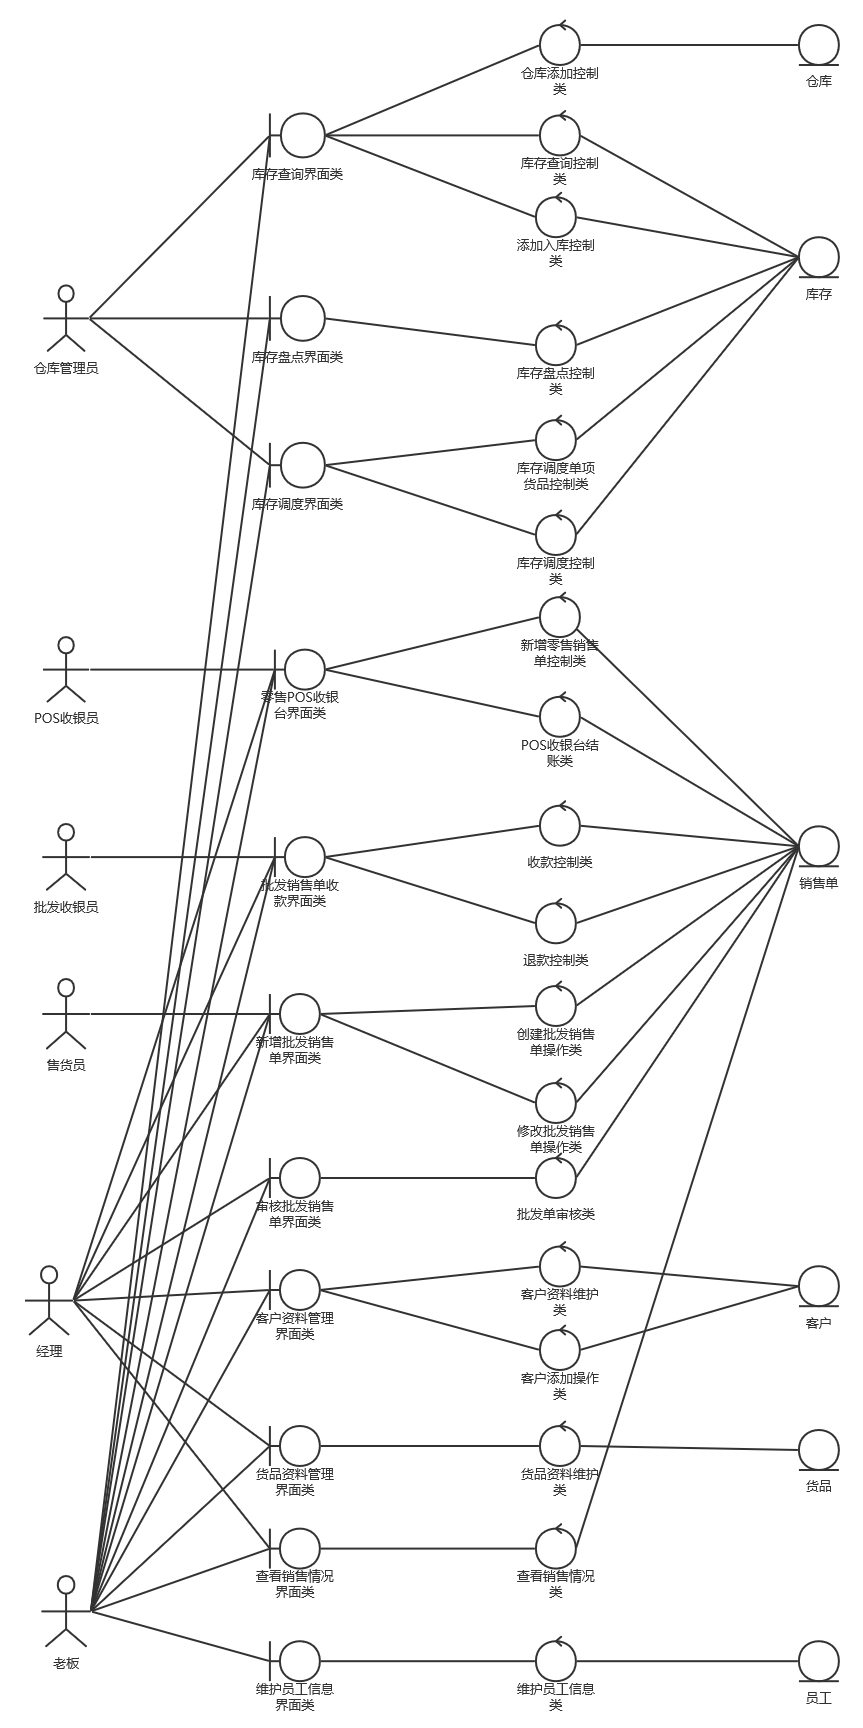 仓库添加控制
类
仓库
库存查询控制
类
库存查询界面类
添加入库控制
类
库存
库存盘点界面类
仓库管理员
库存盘点控制
类
库存调度单项
货品控制类
库存调度界面类
库存调度控制
类
新增零售销售
单控制类
零售POS收银
台界面类
POS收银员
POS收银台结
账类
收款控制类
批发销售单收
款界面类
销售单
批发收银员
退款控制类
创建批发销售
单操作类
新增批发销售
单界面类
售货员
修改批发销售
单操作类
审核批发销售
单界面类
批发单审核类
客户资料维护
类
客户资料管理
界面类
客户
经理
客户添加操作
类
货品资料管理
界面类
货品资料维护
类
货品
查看销售情况
界面类
查看销售情况
类
老板
维护员工信息
界面类
维护员工信息
类
员工